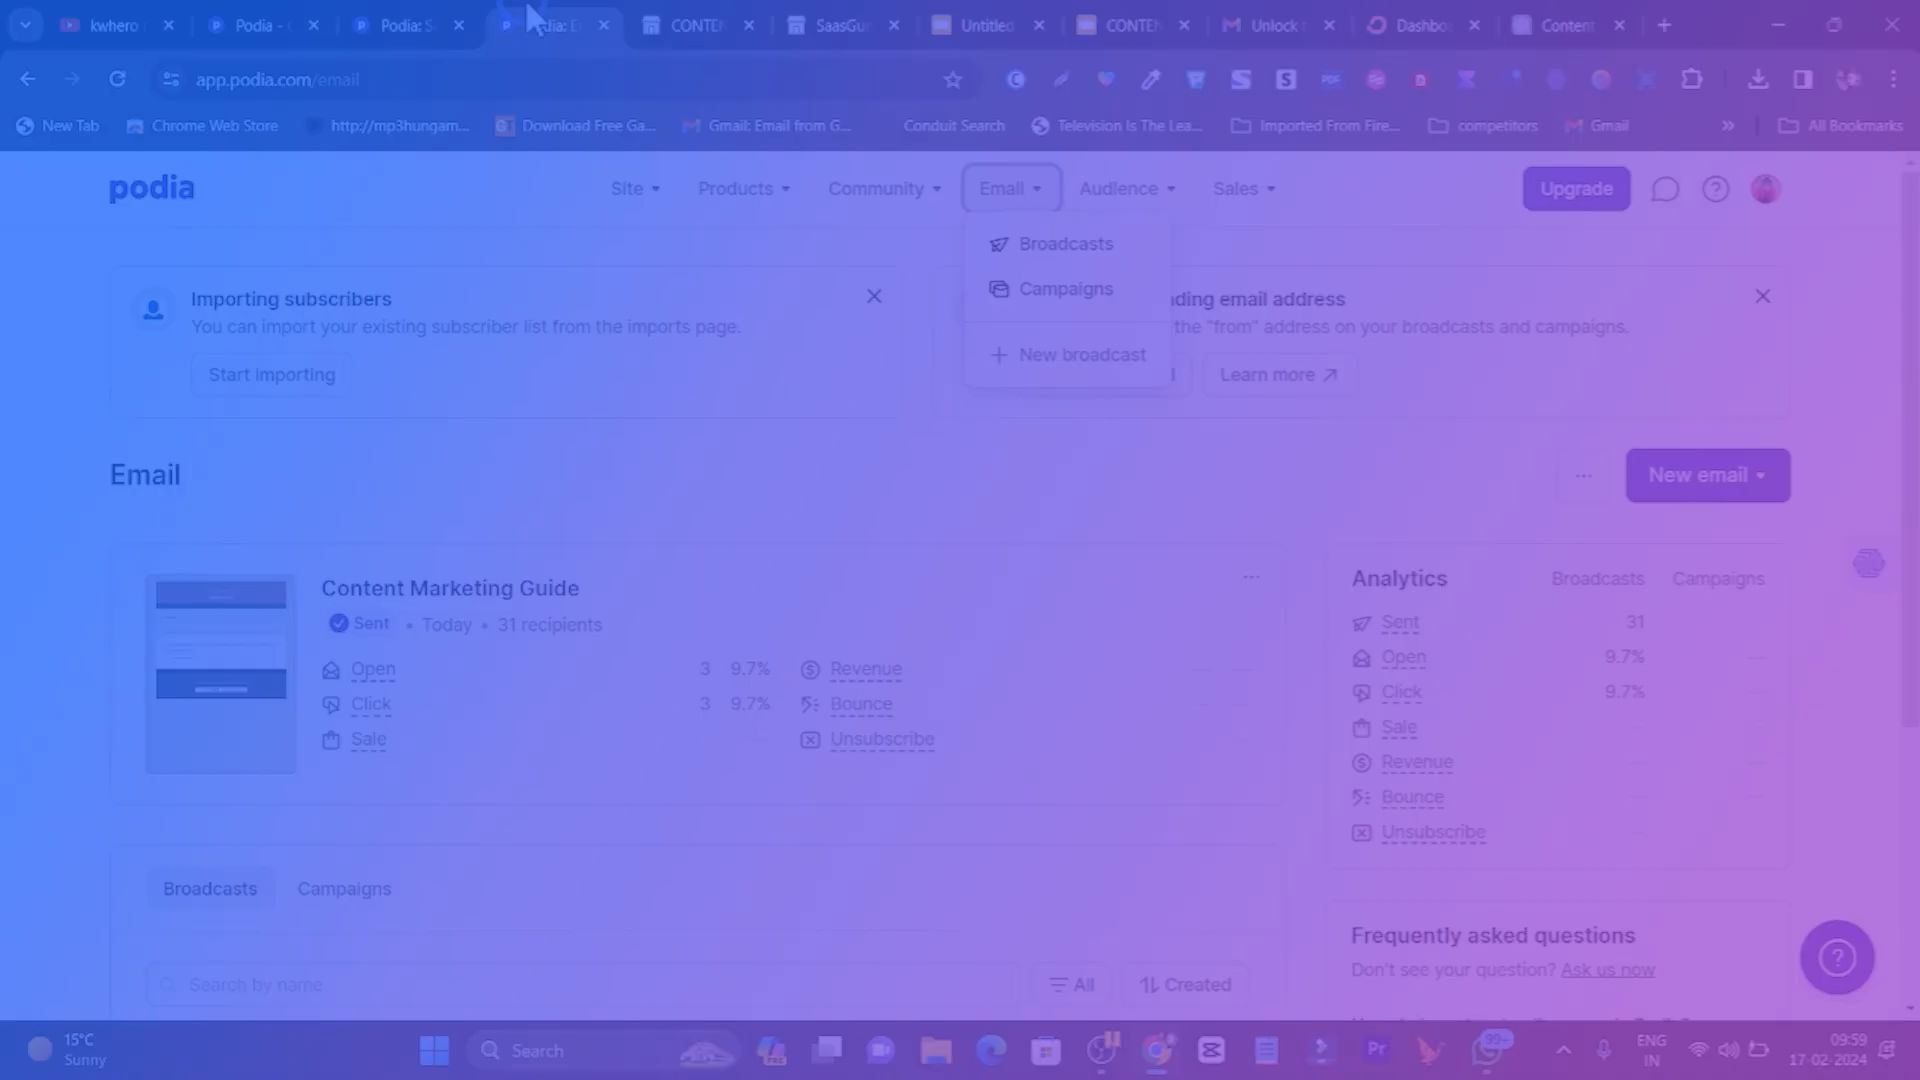 kwhero
Podia -
Podia: S
dia: E
CONTEN
SaasGu
Untitled
CONTEN
Unlock t
Dashbo
Content
app.podia.com/email
New Tab
Chrome Web Store
http://mp3hungam...
Download Free Ga...
Gmail: Email from G...
Conduit Search
Television Is The Lea...
Imported From Fire...
competitors
Gmail
All Bookmarks
podia
Site
Products
Community
Email
Audience
Sales
Upgrade
Broadcasts
Campaigns
New broadcast
Importing subscribers
You can import your existing subscriber list from the imports page.
Start importing
ding email address
the "from" address on your broadcasts and campaigns.
Learn more
Email
New email
Content Marketing Guide
Sent • Today • 31 recipients
Open 3 9.7%
Click 3 9.7%
Sale
Revenue
Bounce
Unsubscribe
Analytics Broadcasts Campaigns
Sent 31
Open 9.7%
Click 9.7%
Sale
Revenue
Bounce
Unsubscribe
Broadcasts
Campaigns
Search by name
All
Created
Frequently asked questions
Don't see your question? Ask us now
15°C
Sunny
Search
PRE
Pr
99+
ENG
IN
09:59
17-02-2024